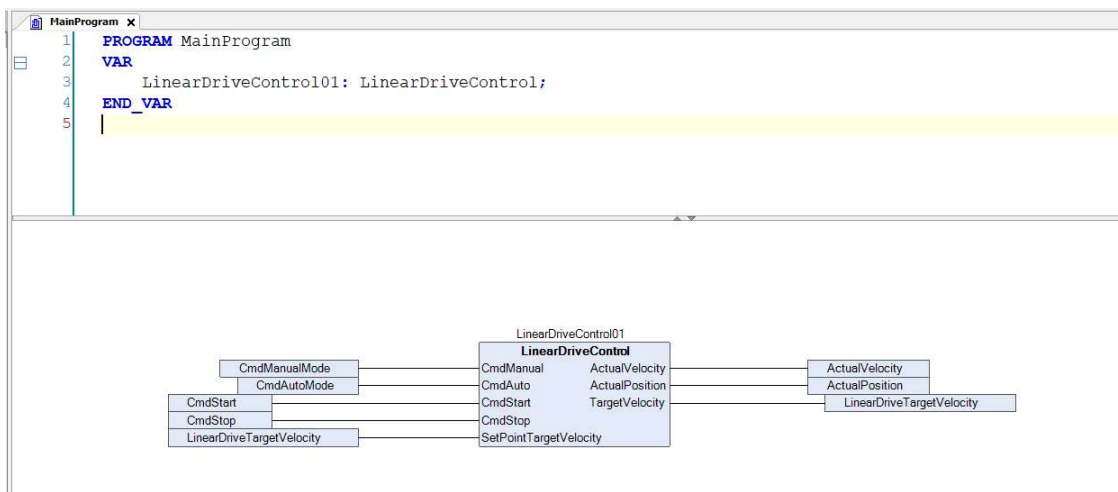 MainProgram x
1 PROGRAM MainProgram
2 VAR
3 LinearDriveControl01: LinearDriveControl;
4 END_VAR
5
LinearDriveControl01
LinearDriveControl
CmdManualMode CmdManual ActualVelocity ActualVelocity
CmdAutoMode CmdAuto ActualPosition ActualPosition
CmdStart CmdStart TargetVelocity LinearDriveTargetVelocity
CmdStop CmdStop
LinearDriveTargetVelocity SetPointTargetVelocity